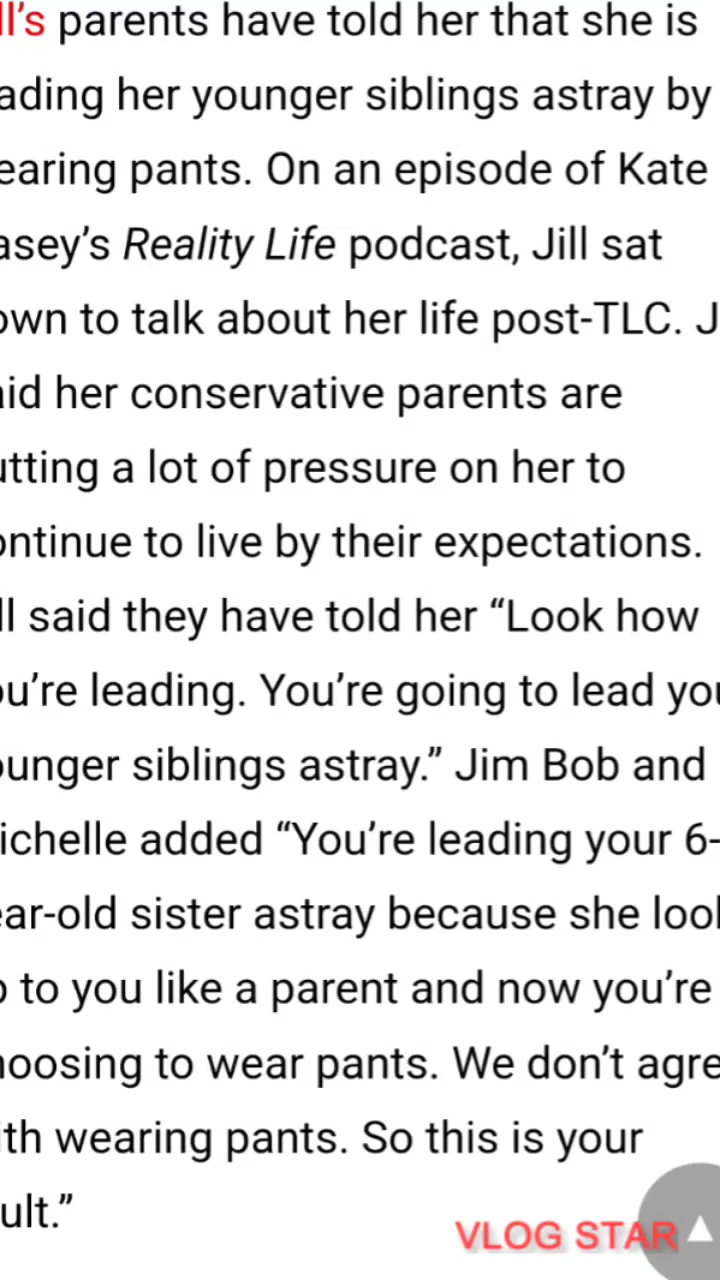 ll's parents have told her that she is
ading her younger siblings astray by
earing pants. On an episode of Kate
asey's Reality Life podcast, Jill sat
own to talk about her life post-TLC. J
aid her conservative parents are
utting a lot of pressure on her to
ontinue to live by their expectations.
ll said they have told her “Look how
ou're leading. You're going to lead you
ounger siblings astray.” Jim Bob and
ichelle added “You're leading your 6-
ear-old sister astray because she look
p to you like a parent and now you're
hoosing to wear pants. We don't agre
ith wearing pants. So this is your
ult.”
VLOG STAR